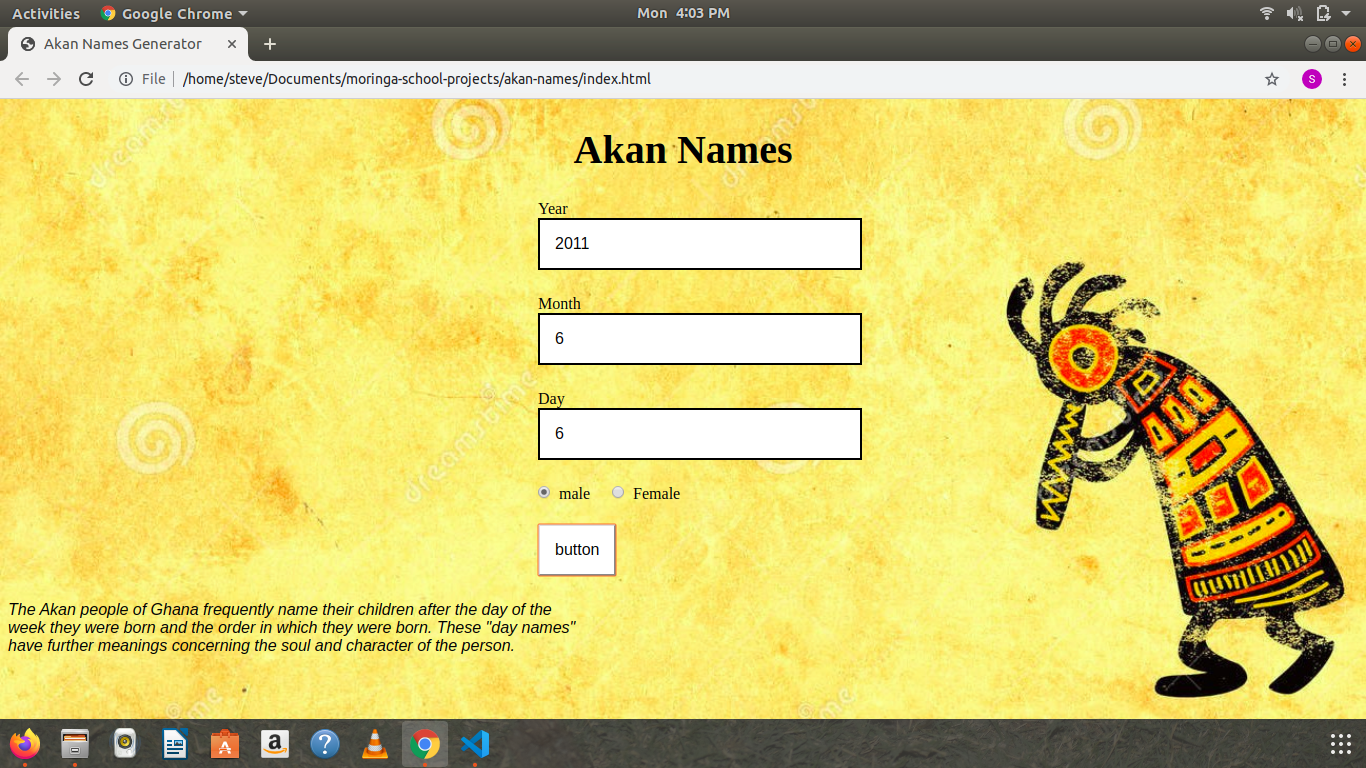 Activities Google Chrome Mon 4:03 PM
Akan Names Generator
File /home/steve/Documents/moringa-school-projects/akan-names/index.html S
Akan Names
Year
2011
Month
6
Day
6
male Female
button
The Akan people of Ghana frequently name their children after the day of the
week they were born and the order in which they were born. These "day names"
have further meanings concerning the soul and character of the person.
dreamstime